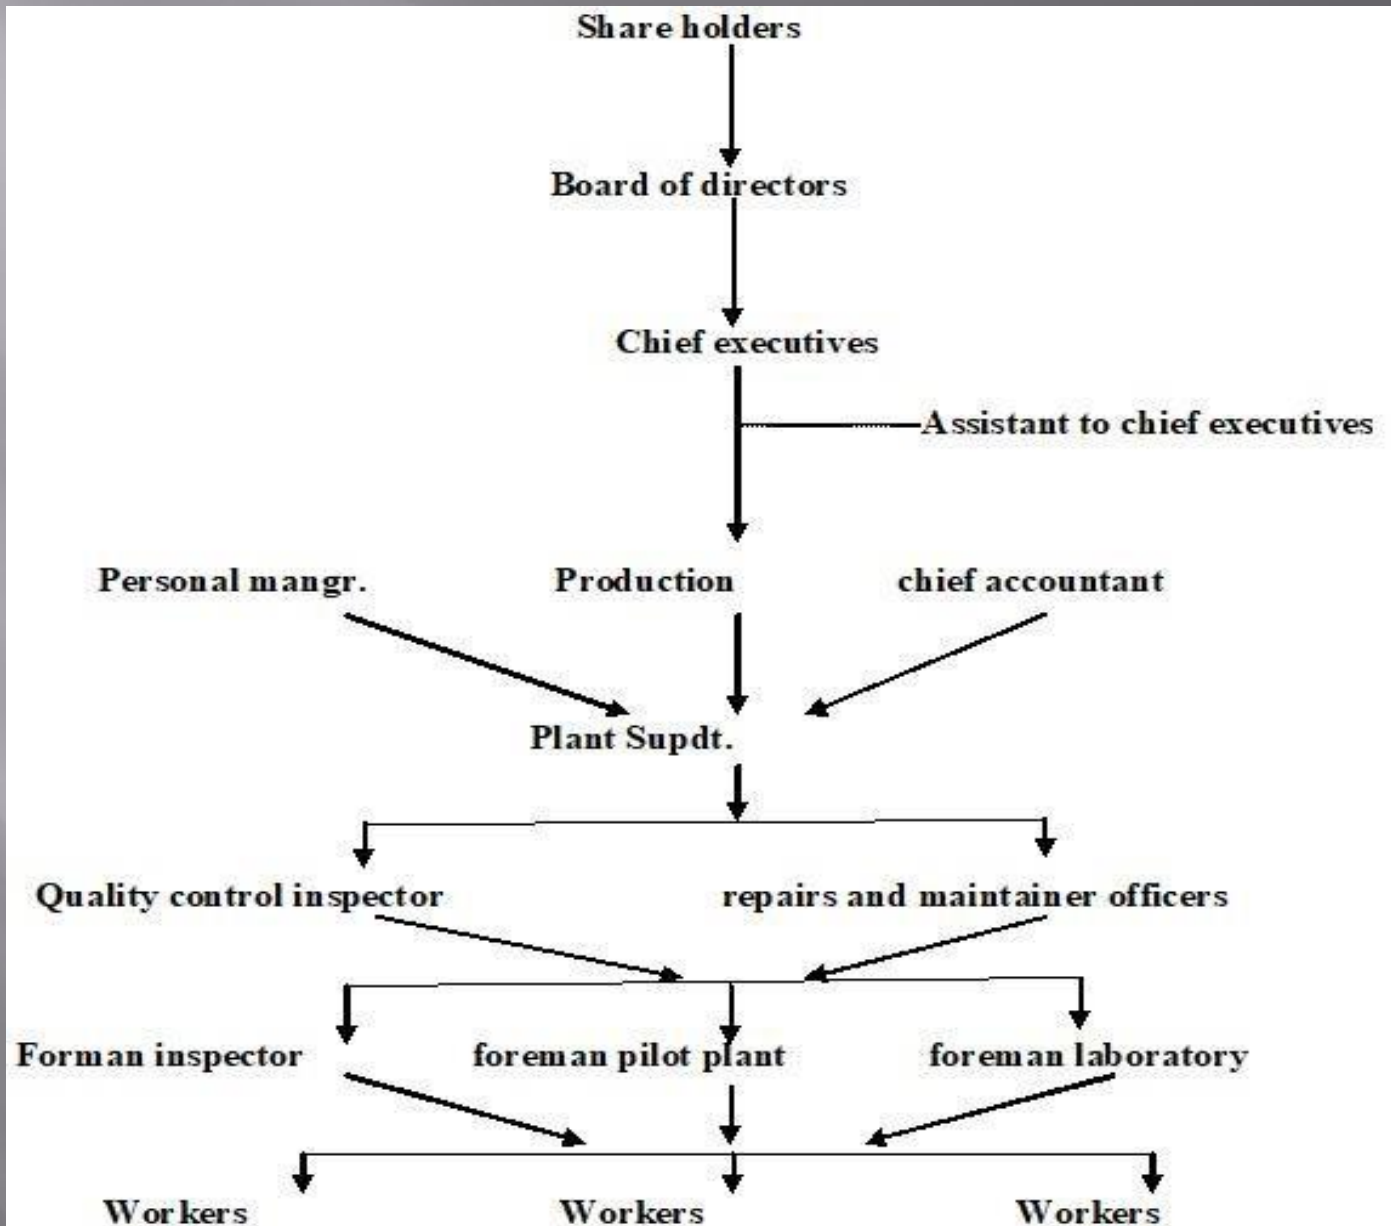 Share holders
Board of directors
Chief executives
Assistant to chief executives
Personal mangr. Production chief accountant
Plant Supdt.
Quality control inspector repairs and maintainer officers
Forman inspector foreman pilot plant foreman laboratory
Workers Workers Workers